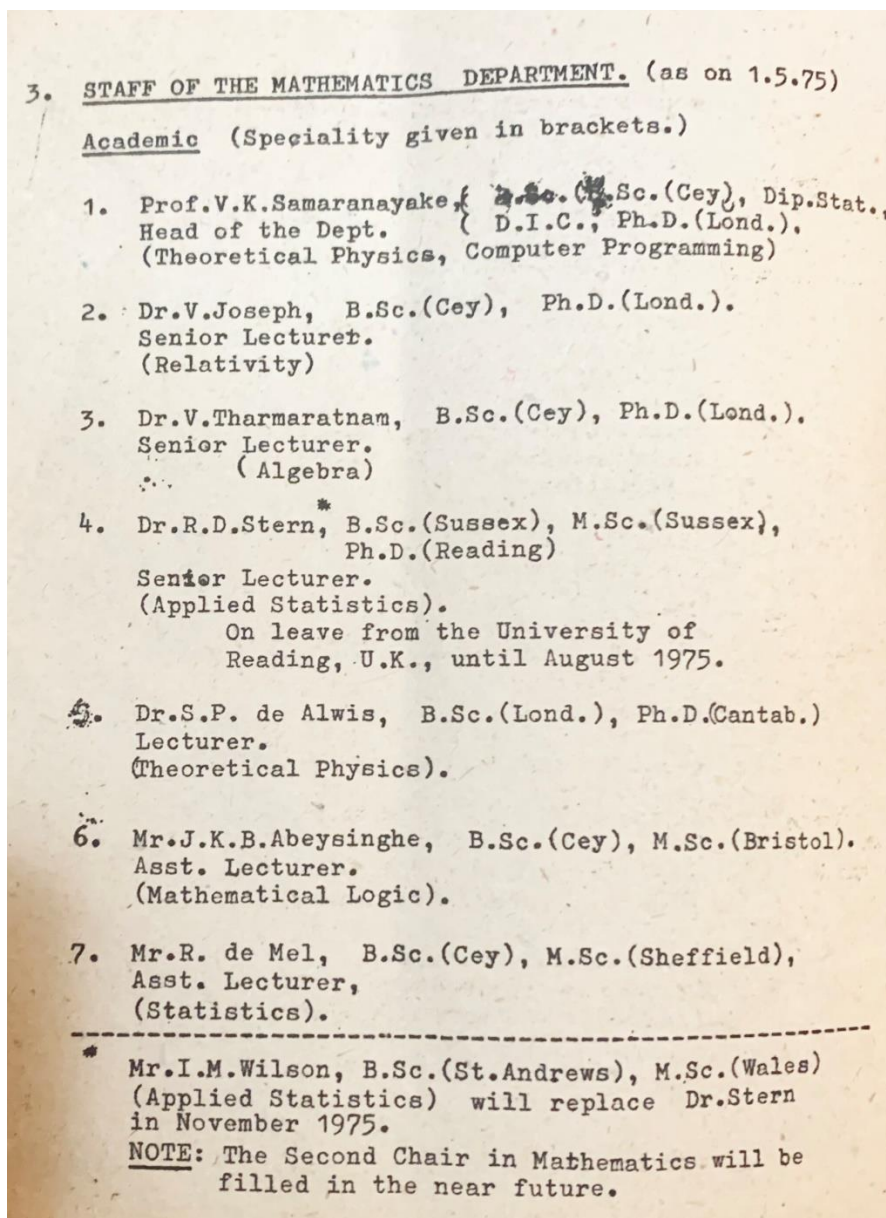 3. STAFF OF THE MATHEMATICS DEPARTMENT. (as on 1.5.75)
Academic (Speciality given in brackets.)
1. Prof.V.K.Samaranayake,( B.Sc.(Cey), Dip.Stat.,
Head of the Dept. ( D.I.C., Ph.D.(Lond.).
(Theoretical Physics, Computer Programming)
2. Dr.V.Joseph, B.Sc.(Cey), Ph.D.(Lond.).
Senior Lecturet.
(Relativity)
3. Dr.V.Tharmaratnam, B.Sc.(Cey), Ph.D.(Lond.).
Senior Lecturer.
(Algebra)
4. Dr.R.D.Stern,* B.Sc.(Sussex), M.Sc.(Sussex),
Ph.D.(Reading)
Senior Lecturer.
(Applied Statistics).
On leave from the University of
Reading, U.K., until August 1975.
5. Dr.S.P. de Alwis, B.Sc.(Lond.), Ph.D.(Cantab.)
Lecturer.
(Theoretical Physics).
6. Mr.J.K.B.Abeysinghe, B.Sc.(Cey), M.Sc.(Bristol).
Asst. Lecturer.
(Mathematical Logic).
7. Mr.R. de Mel, B.Sc.(Cey), M.Sc.(Sheffield),
Asst. Lecturer,
(Statistics).
* Mr.I.M.Wilson, B.Sc.(St.Andrews), M.Sc.(Wales)
(Applied Statistics) will replace Dr.Stern
in November 1975.
NOTE: The Second Chair in Mathematics will be
filled in the near future.